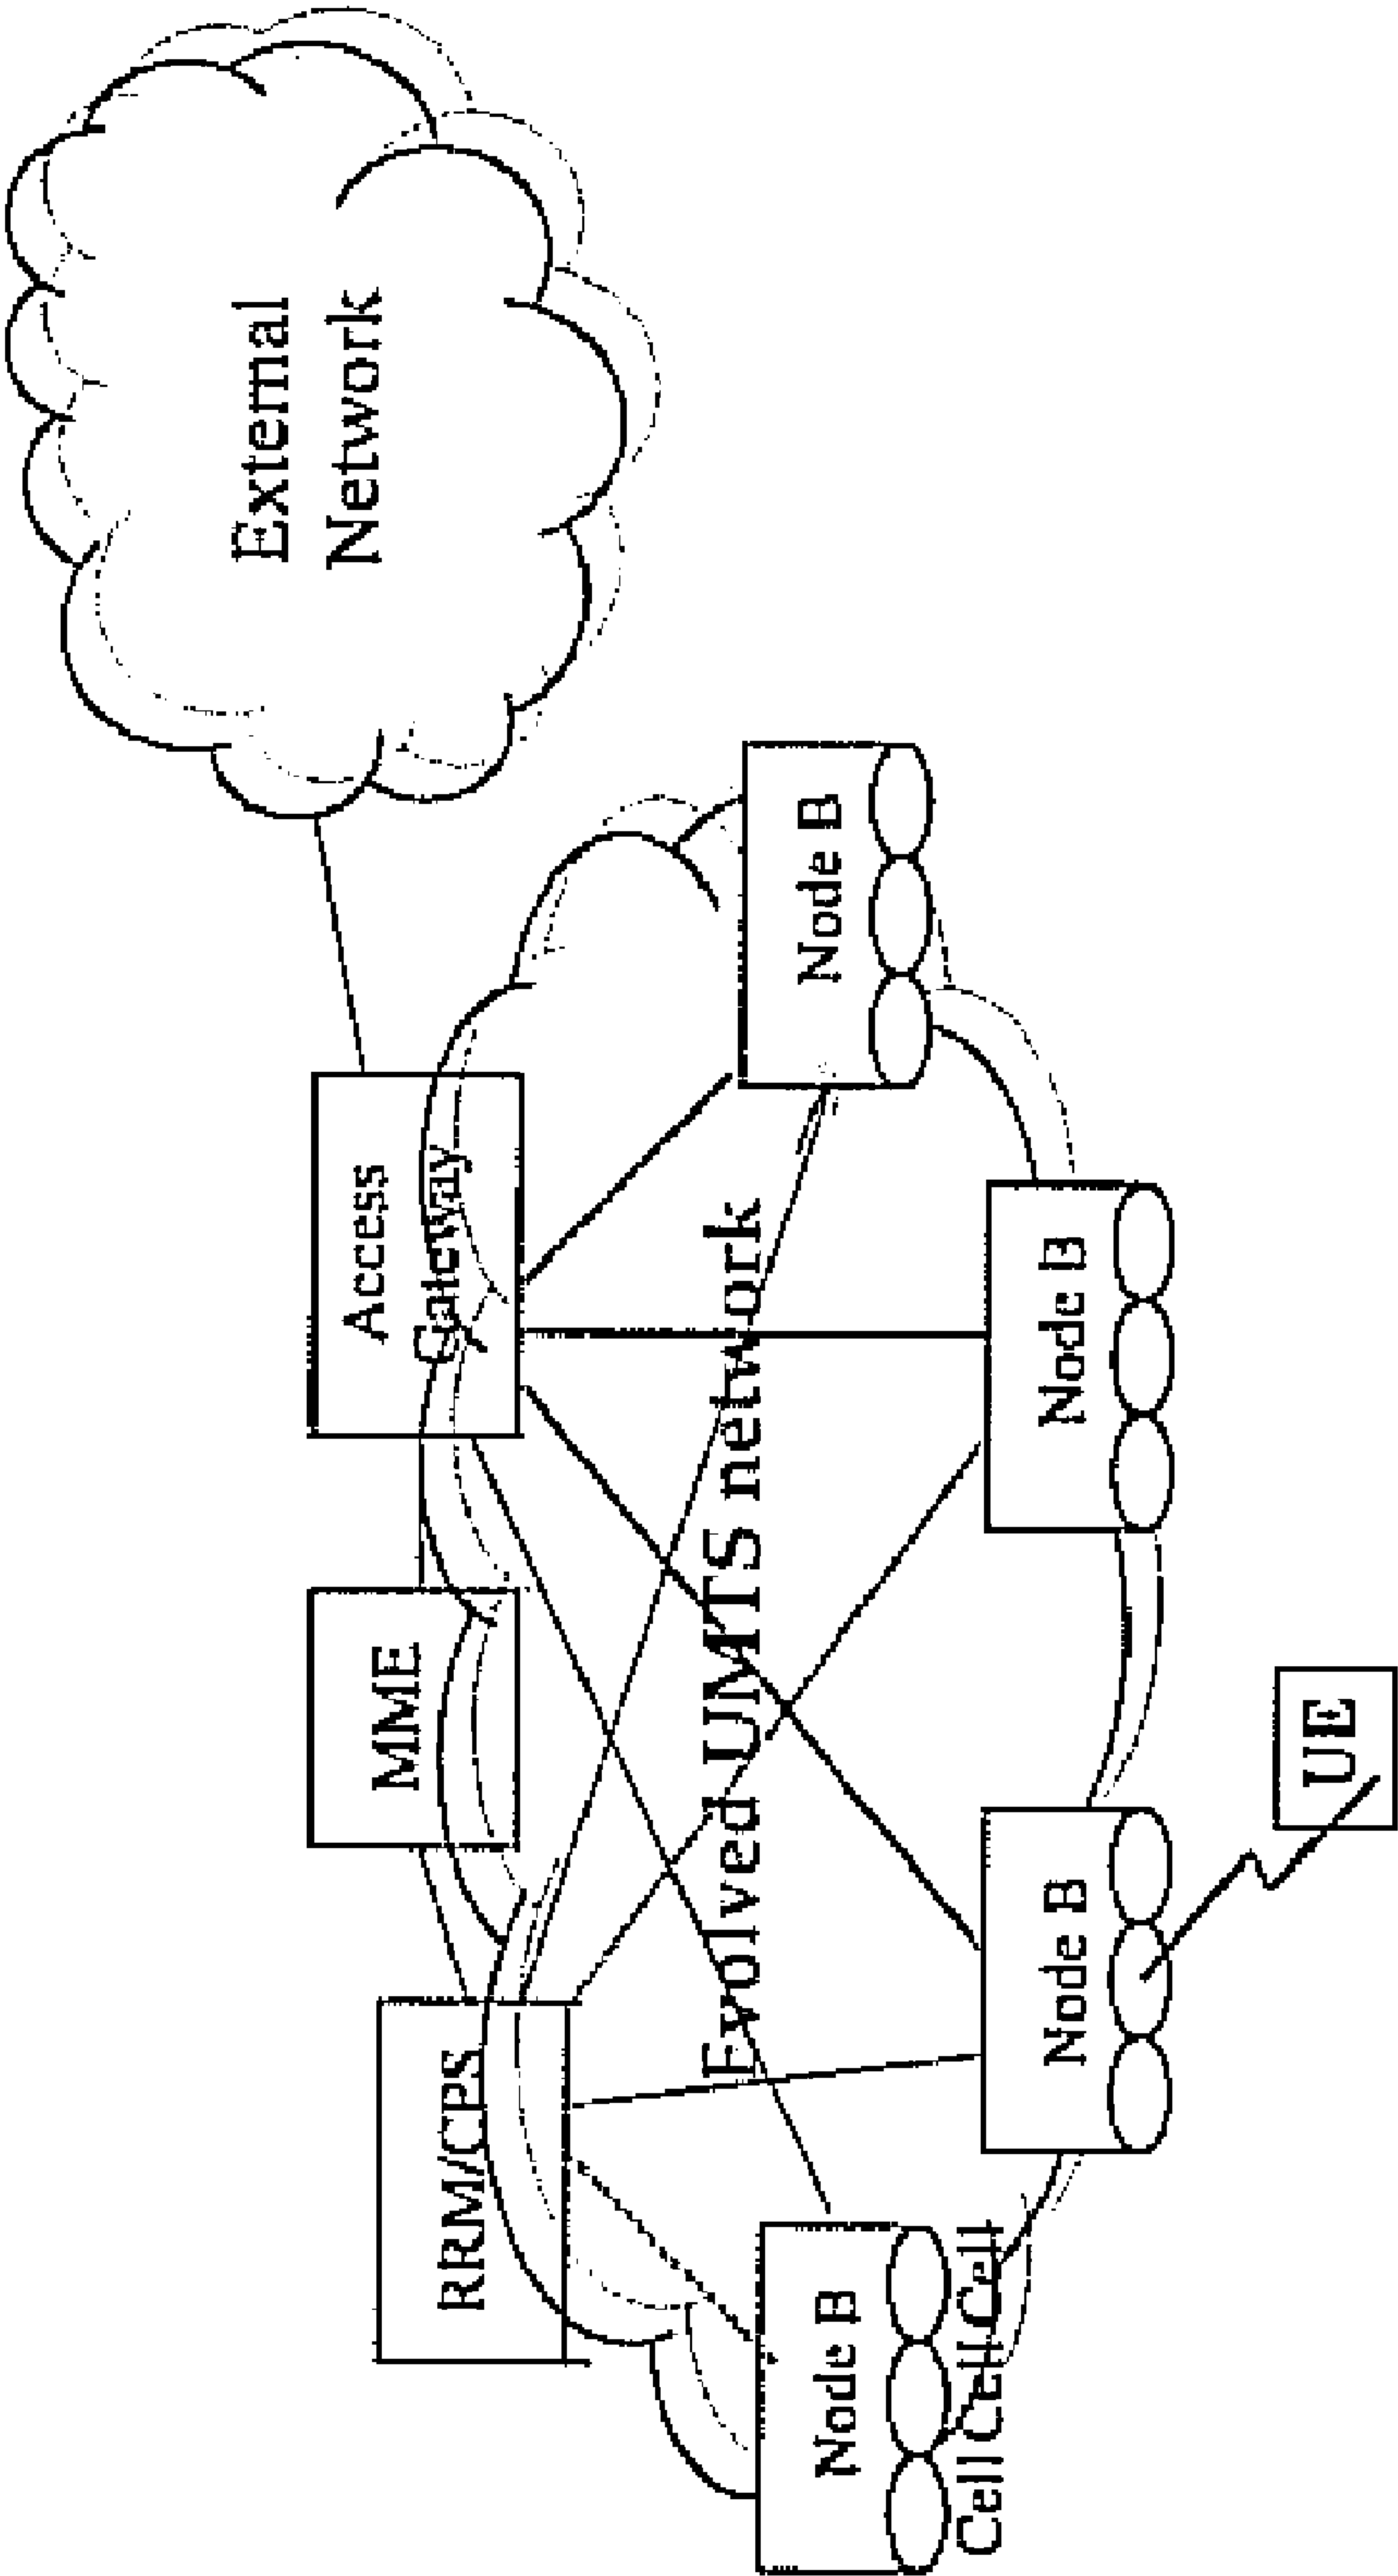 External
Network
Access
Gateway
MME
RRM/CPS
Evolved UMTS network
Node B
Node B
Node B
Node B
Cell Cell Cell
UE